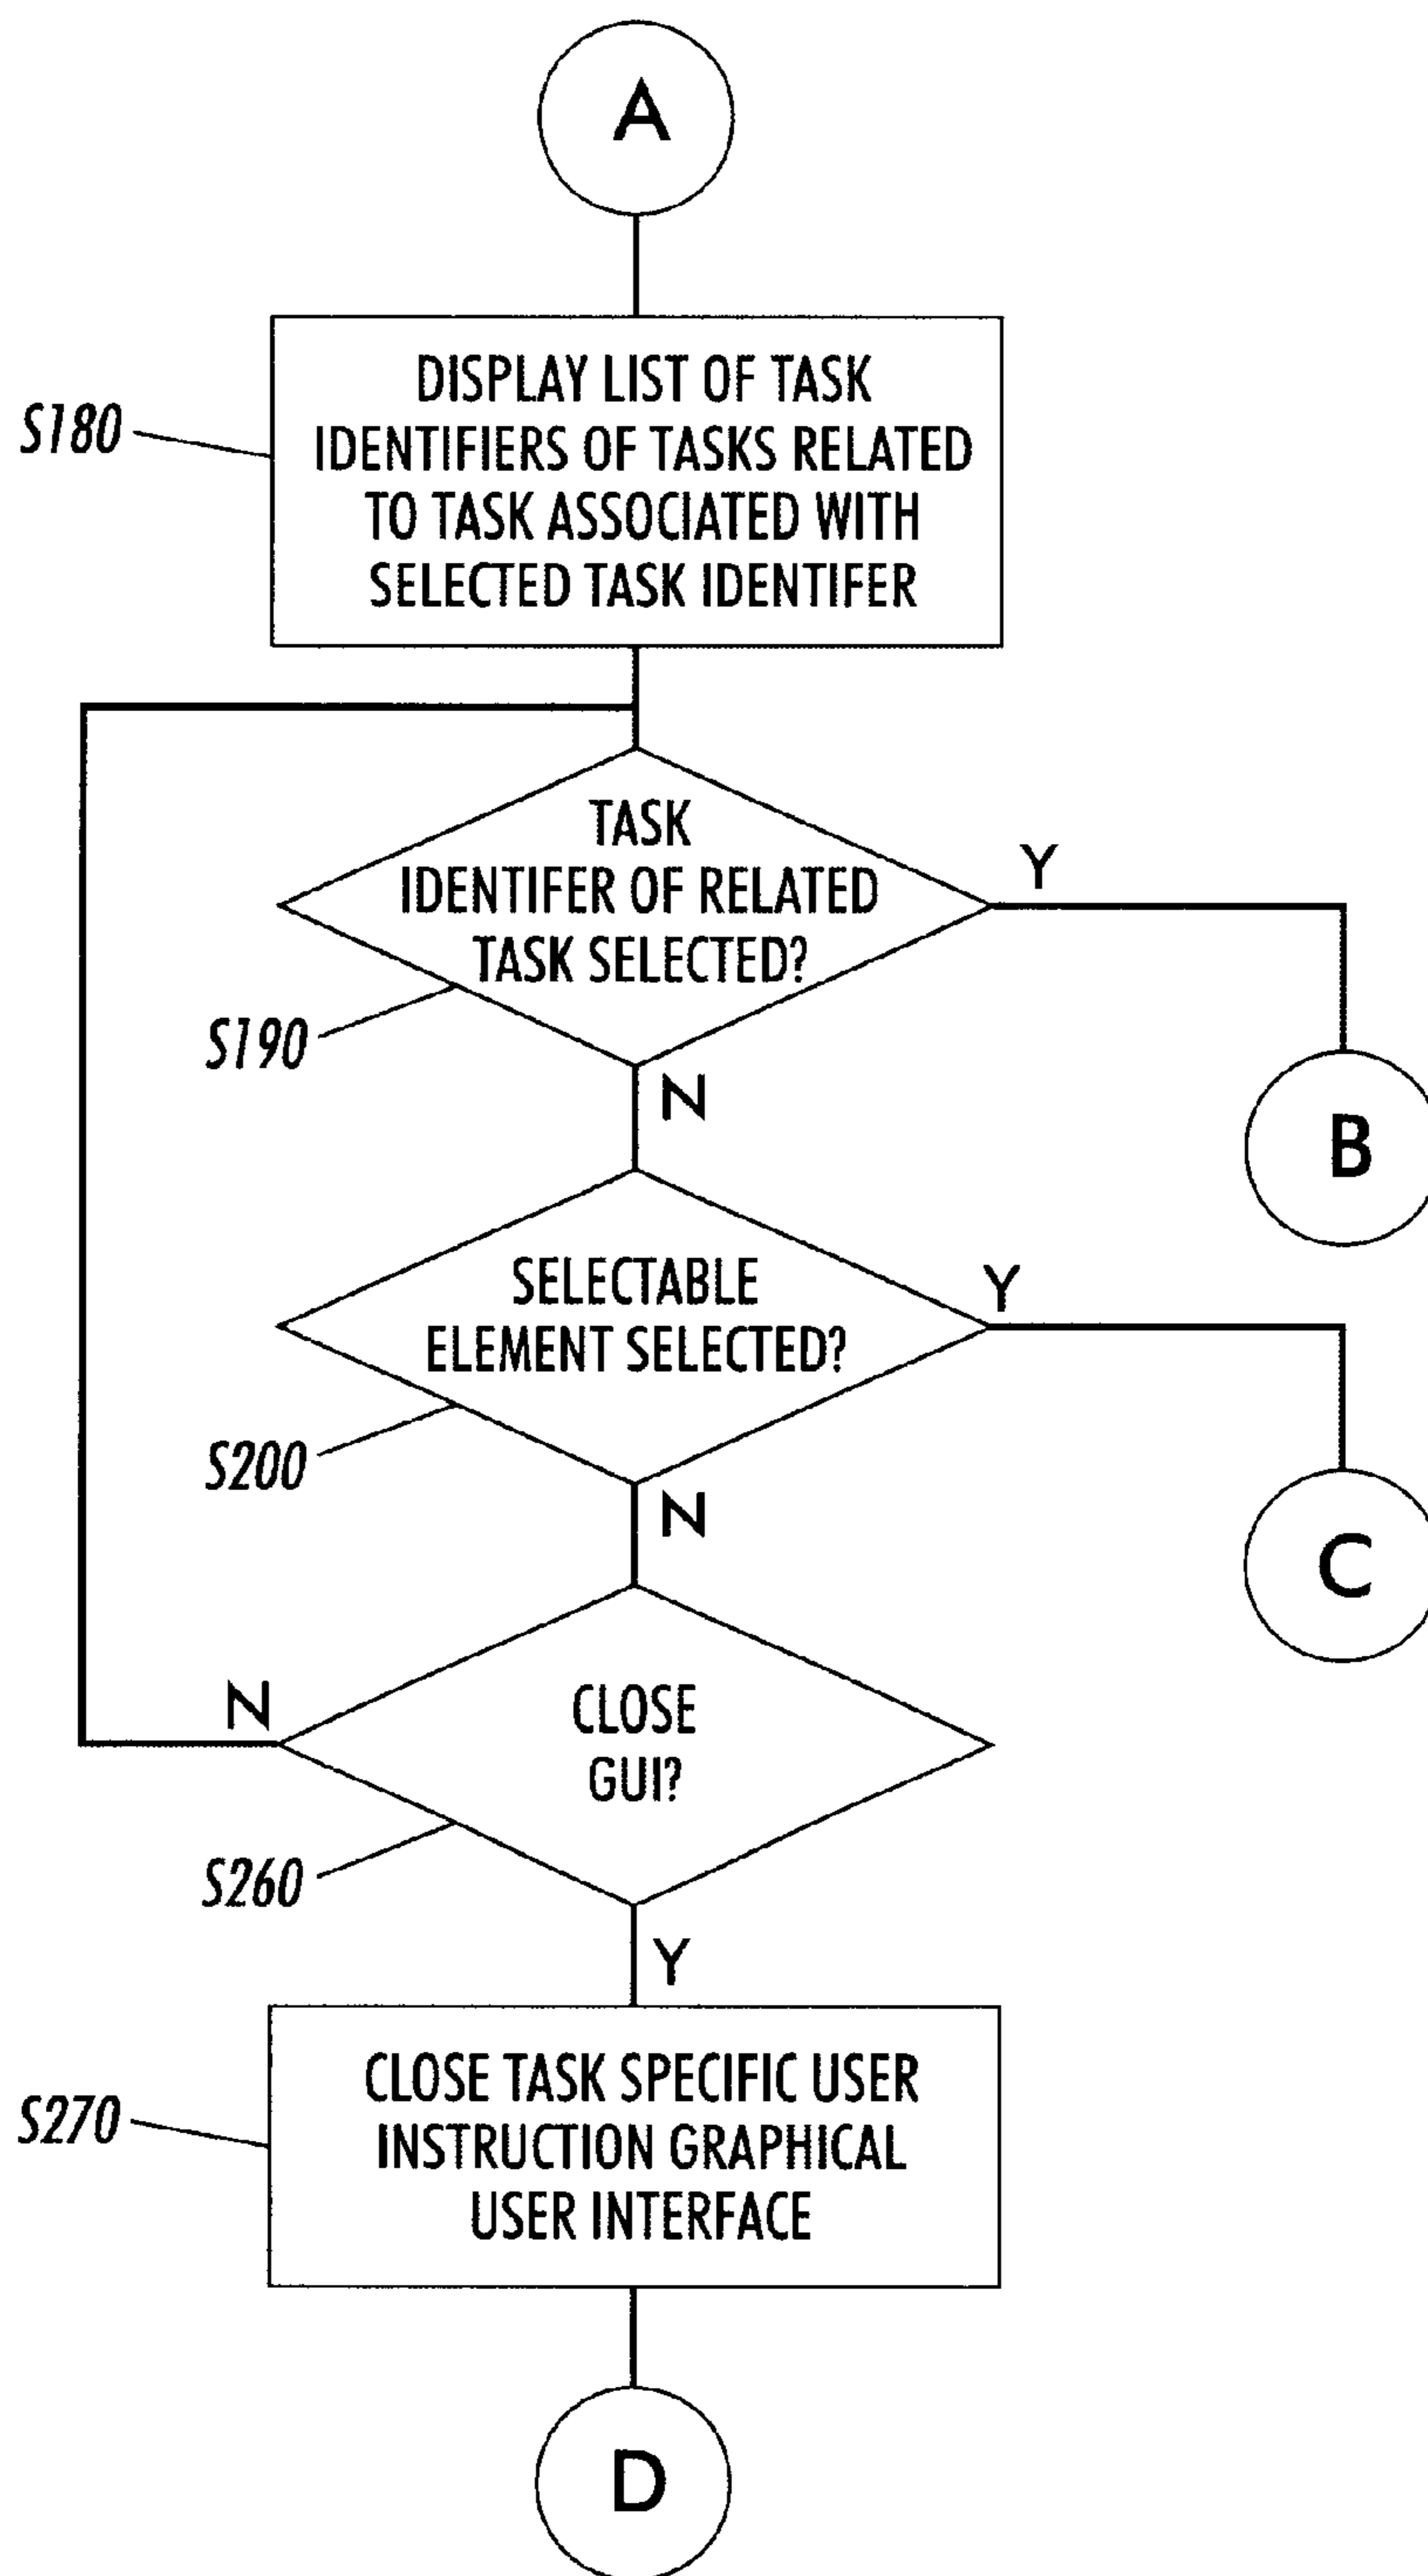 A
DISPLAY LIST OF TASK
IDENTIFIERS OF TASKS RELATED
TO TASK ASSOCIATED WITH
SELECTED TASK IDENTIFER
S180
TASK
IDENTIFER OF RELATED
TASK SELECTED?
Y
S190
N
B
SELECTABLE
ELEMENT SELECTED?
Y
S200
N
C
CLOSE
GUI?
N
S260
Y
CLOSE TASK SPECIFIC USER
INSTRUCTION GRAPHICAL
USER INTERFACE
S270
D